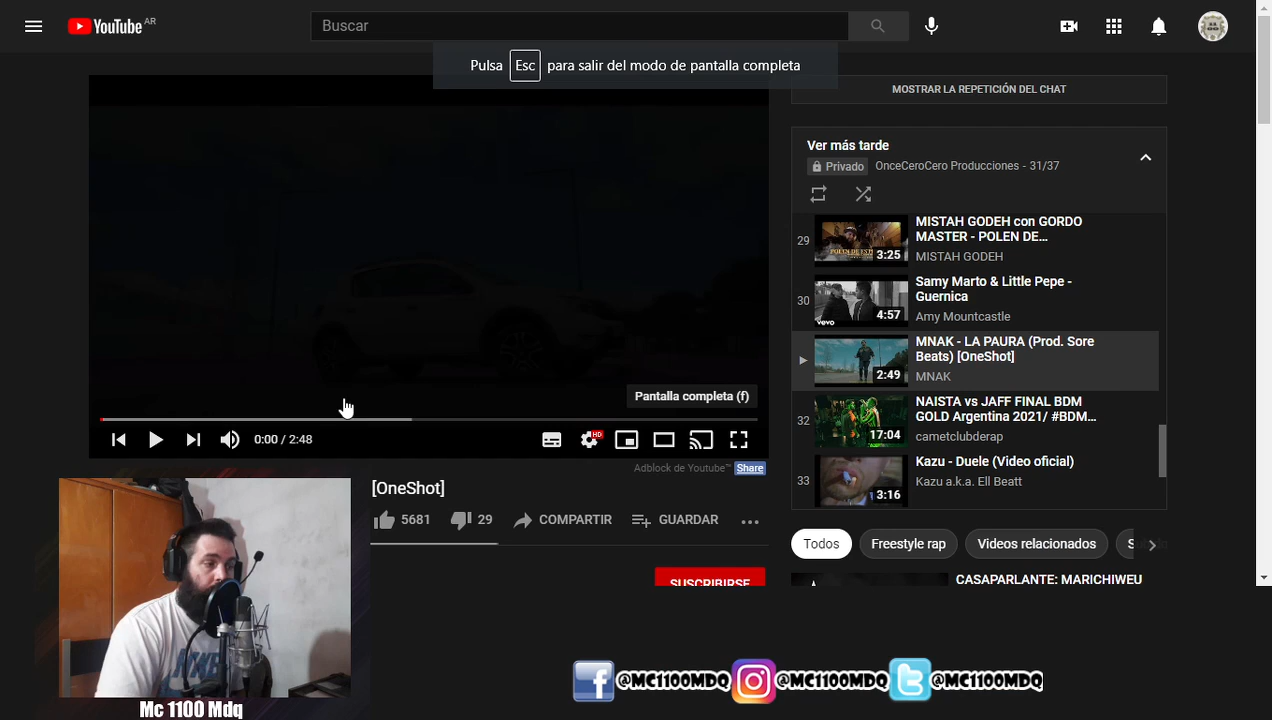 YouTube AR
Buscar
Pulsa Esc para salir del modo de pantalla completa
MOSTRAR LA REPETICIÓN DEL CHAT
Ver más tarde
Privado OnceCeroCero Producciones - 31/37
29
3:25
MISTAH GODEH con GORDO
MASTER - POLEN DE...
MISTAH GODEH
30
vevo
4:57
Samy Marto & Little Pepe -
Guernica
Amy Mountcastle
2:49
MNAK - LA PAURA (Prod. Sore
Beats) [OneShot]
MNAK
32
17:04
NAISTA vs JAFF FINAL BDM
GOLD Argentina 2021/ #BDM...
cametclubderap
33
3:16
Kazu - Duele (Video oficial)
Kazu a.k.a. Ell Beatt
Pantalla completa (f)
0:00 / 2:48
HD
Adblock de Youtube™ Share
[OneShot]
5681 29 COMPARTIR GUARDAR
SUSCRIBIRSE
Todos Freestyle rap Videos relacionados
CASAPARLANTE: MARICHIWEU
NIKE
Mc 1100 Mdq
@MC1100MDQ @MC1100MDQ @MC1100MDQ